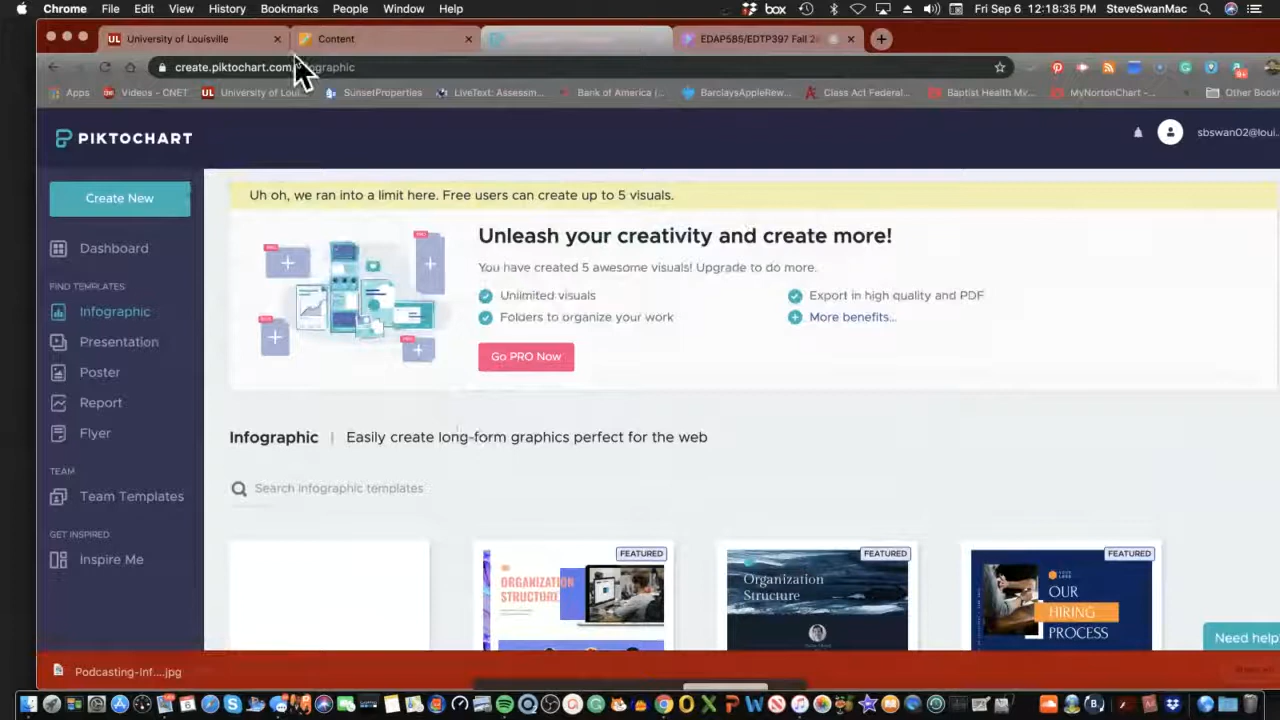 Chrome File Edit View History Bookmarks People Window Help box Fri Sep 6 12:18:35 PM SteveSwanMac
University of Louisville Content EDAP585/EDTP397 Fall 2
create.piktochart.com/infographic
Apps Videos - CNET University of Loui... SunsetProperties LiveText: Assessm... Bank of America (... BarclaysAppleRew... Class Act Federal... Baptist Health My... MyNortonChart -... Other Book
PIKTOCHART
sbswan02@loui...
Create New
Dashboard
FIND TEMPLATES
Infographic
Presentation
Poster
Report
Flyer
TEAM
Team Templates
GET INSPIRED
Inspire Me
Uh oh, we ran into a limit here. Free users can create up to 5 visuals.
Unleash your creativity and create more!
You have created 5 awesome visuals! Upgrade to do more.
Unlimited visuals
Export in high quality and PDF
Folders to organize your work
More benefits...
Go PRO Now
Infographic | Easily create long-form graphics perfect for the web
Search infographic templates
FEATURED
ORGANIZATION
STRUCTURE
FEATURED
Organization
Structure
FEATURED
OUR
HIRING
PROCESS
Need help
Podcasting-Inf....jpg